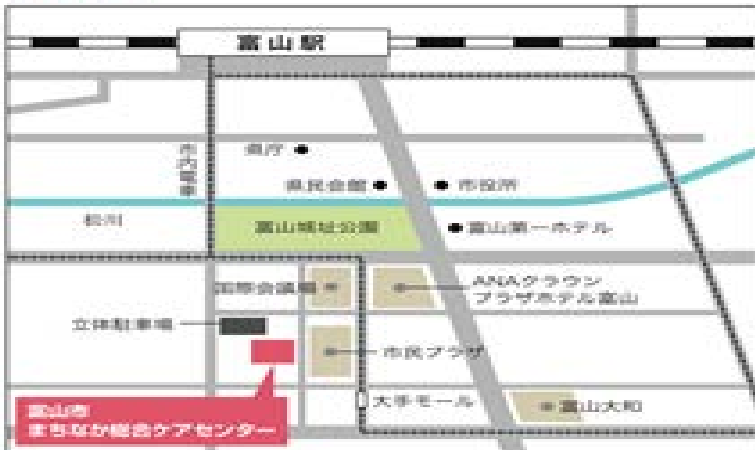 富山駅
県庁
市内電車
県民会館
市役所
松川
富山城址公園
富山第一ホテル
国際会議場
ANAクラウン
プラザホテル富山
立体駐車場
市民プラザ
大手モール
富山大和
富山市
まちなか総合ケアセンター